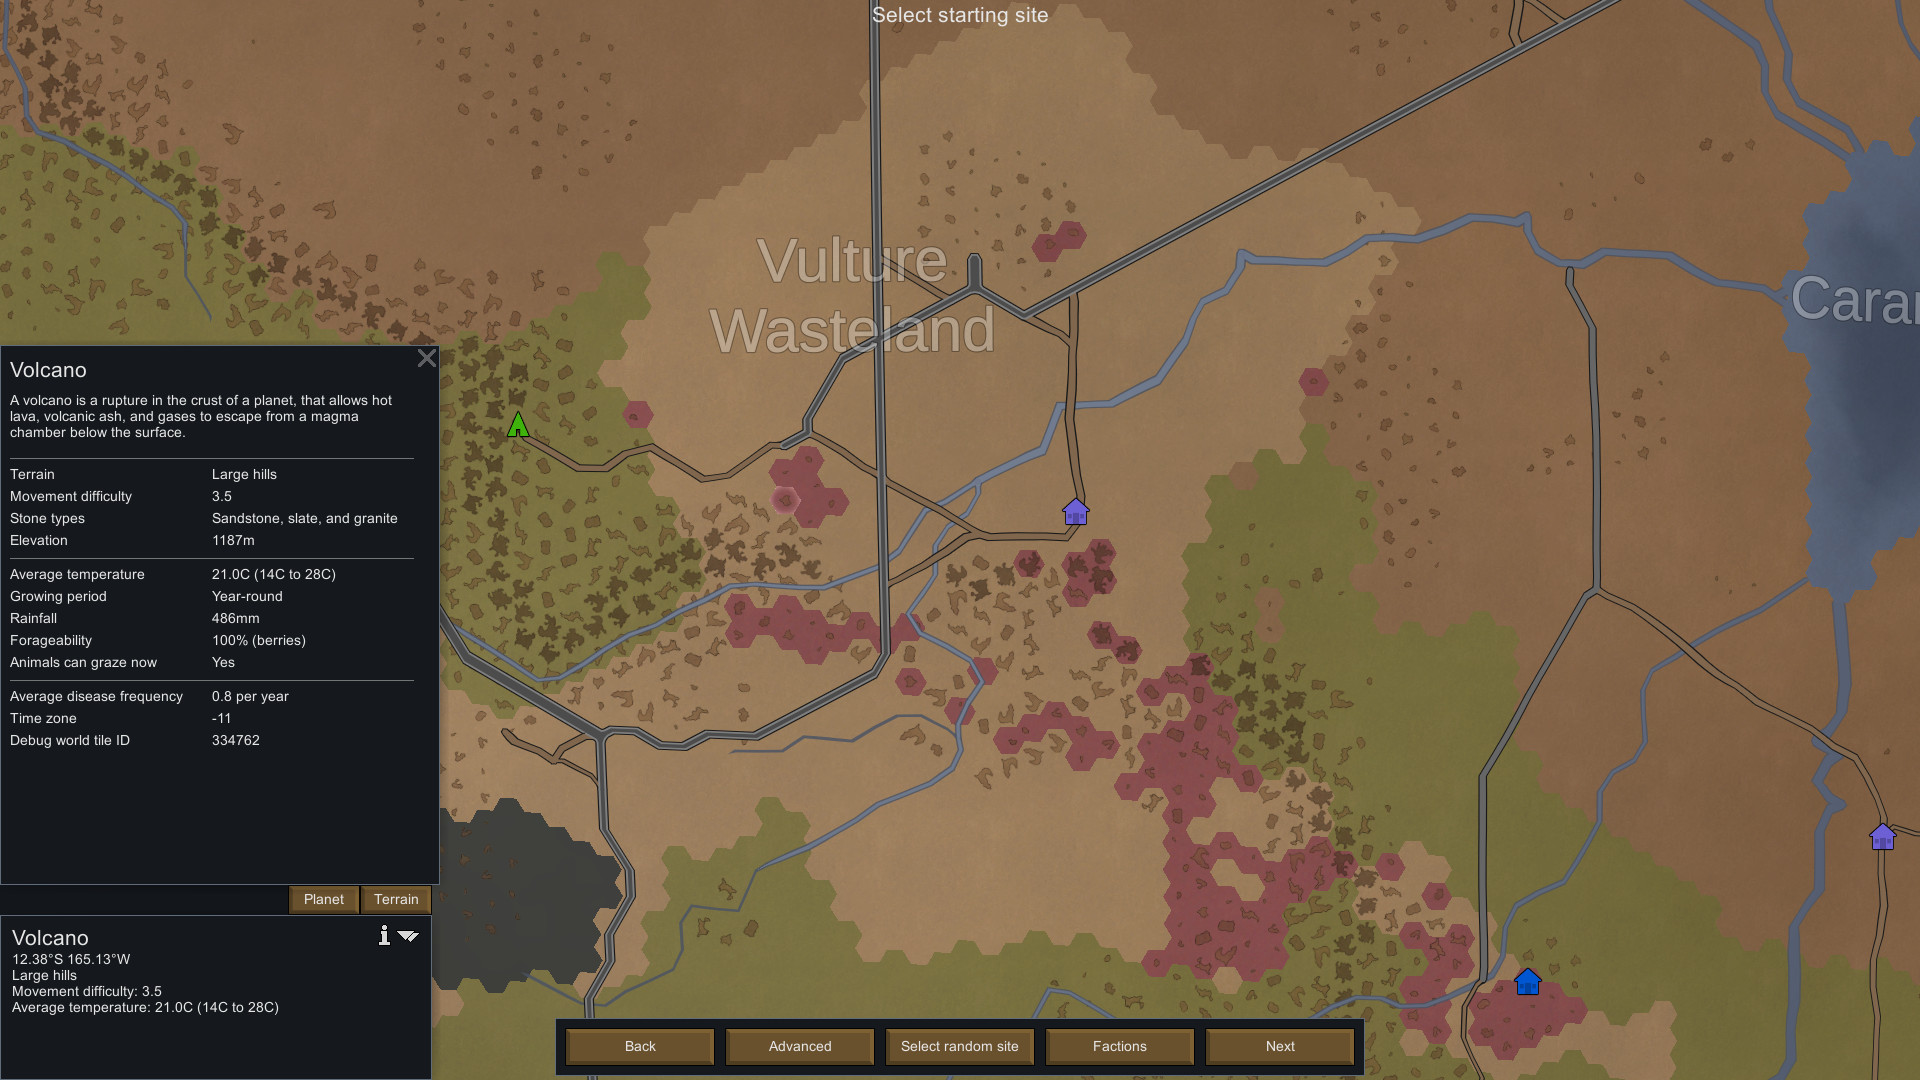 Select starting site
Vulture
Wasteland
Volcano
A volcano is a rupture in the crust of a planet, that allows hot
lava, volcanic ash, and gases to escape from a magma
chamber below the surface.
Terrain Large hills
Movement difficulty 3.5
Stone types Sandstone, slate, and granite
Elevation 1187m
Average temperature 21.0C (14C to 28C)
Growing period Year-round
Rainfall 486mm
Forageability 100% (berries)
Animals can graze now Yes
Average disease frequency 0.8 per year
Time zone -11
Debug world tile ID 334762
Planet Terrain
Volcano
12.38°S 165.13°W
Large hills
Movement difficulty: 3.5
Average temperature: 21.0C (14C to 28C)
Back Advanced Select random site Factions Next